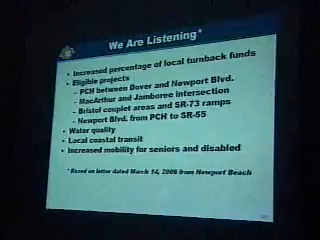 We Are Listening*
• Increased percentage of local turnback funds
• Eligible projects
– PCH between Dover and Newport Blvd.
– MacArthur and Jamboree intersection
– Bristol couplet areas and SR-73 ramps
– Newport Blvd. from PCH to SR-55
• Water quality
• Local coastal transit
• Increased mobility for seniors and disabled
* Based on letter dated March 14, 2006 from Newport Beach